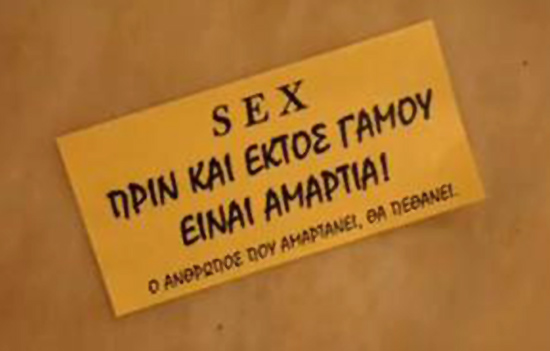 SEX
ΠΡΙΝ ΚΑΙ ΕΚΤΟΣ ΓΑΜΟΥ
ΕΙΝΑΙ ΑΜΑΡΤΙΑ!
Ο ΑΝΘΡΩΠΟΣ ΠΟΥ ΑΜΑΡΤΑΝΕΙ, ΘΑ ΠΕΘΑΝΕΙ.